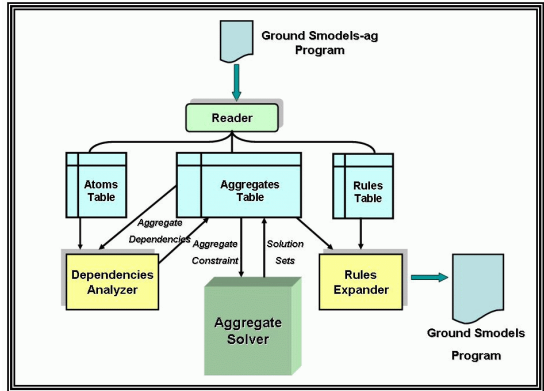 Ground Smodels-ag
Program
Reader
Atoms
Table
Aggregates
Table
Rules
Table
Aggregate
Dependencies
Aggregate
Constraint
Solution
Sets
Dependencies
Analyzer
Rules
Expander
Aggregate
Solver
Ground Smodels
Program